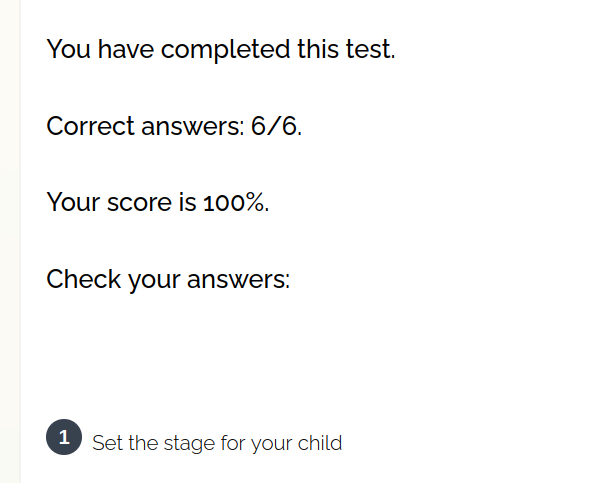 You have completed this test.
Correct answers: 6/6.
Your score is 100%.
Check your answers:
1 Set the stage for your child